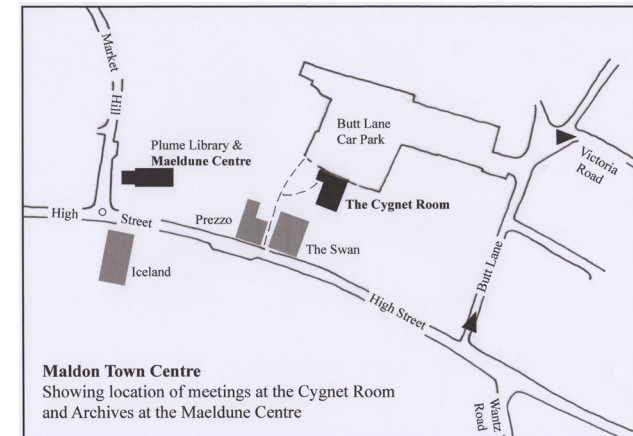 Market
Hill
Butt Lane
Car Park
Victoria
Road
Plume Library &
Maeldune Centre
The Cygnet Room
High Street
Prezzo
The Swan
Iceland
Butt Lane
High Street
Wantz
Road
Maldon Town Centre
Showing location of meetings at the Cygnet Room
and Archives at the Maeldune Centre